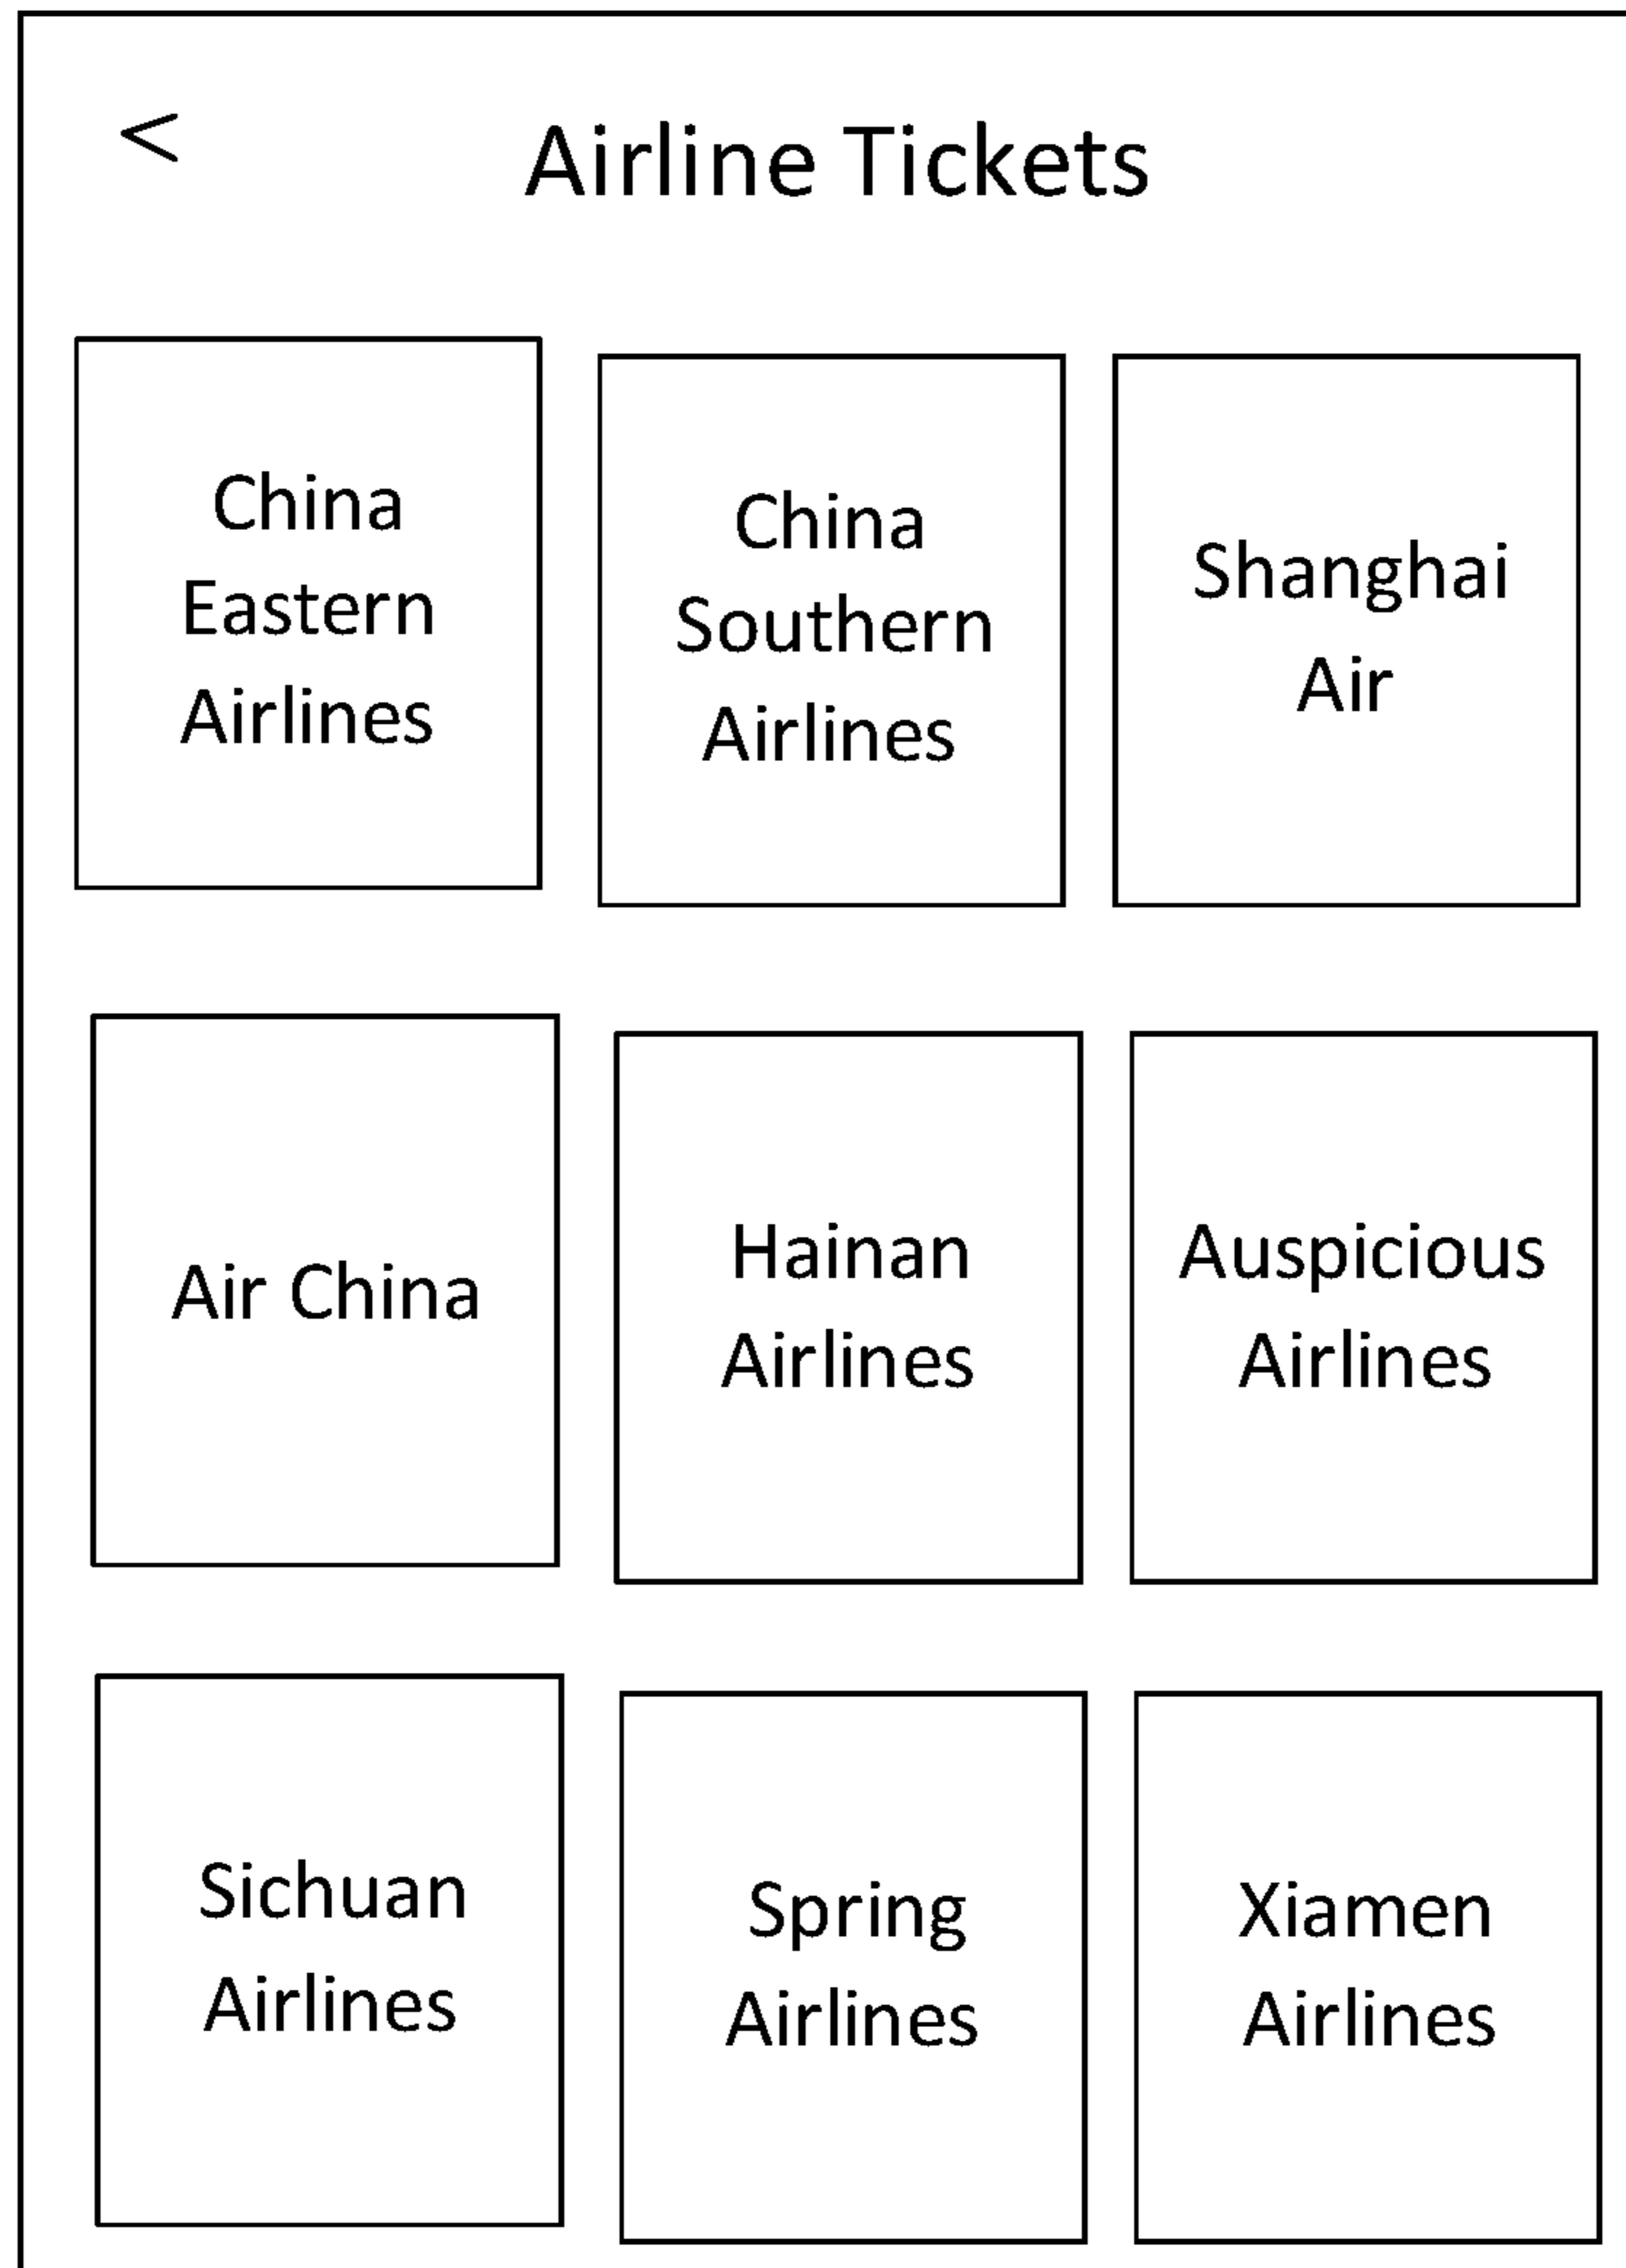 <
Airline Tickets
China
Eastern
Airlines
China
Southern
Airlines
Shanghai
Air
Air China
Hainan
Airlines
Auspicious
Airlines
Sichuan
Airlines
Spring
Airlines
Xiamen
Airlines